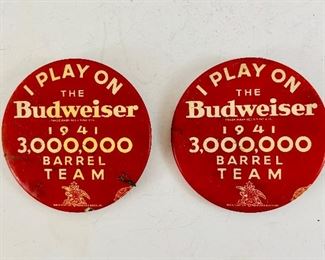 I PLAY ON
THE
Budweiser
1941
3,000,000
BARREL
TEAM
I PLAY ON
THE
Budweiser
1941
3,000,000
BARREL
TEAM